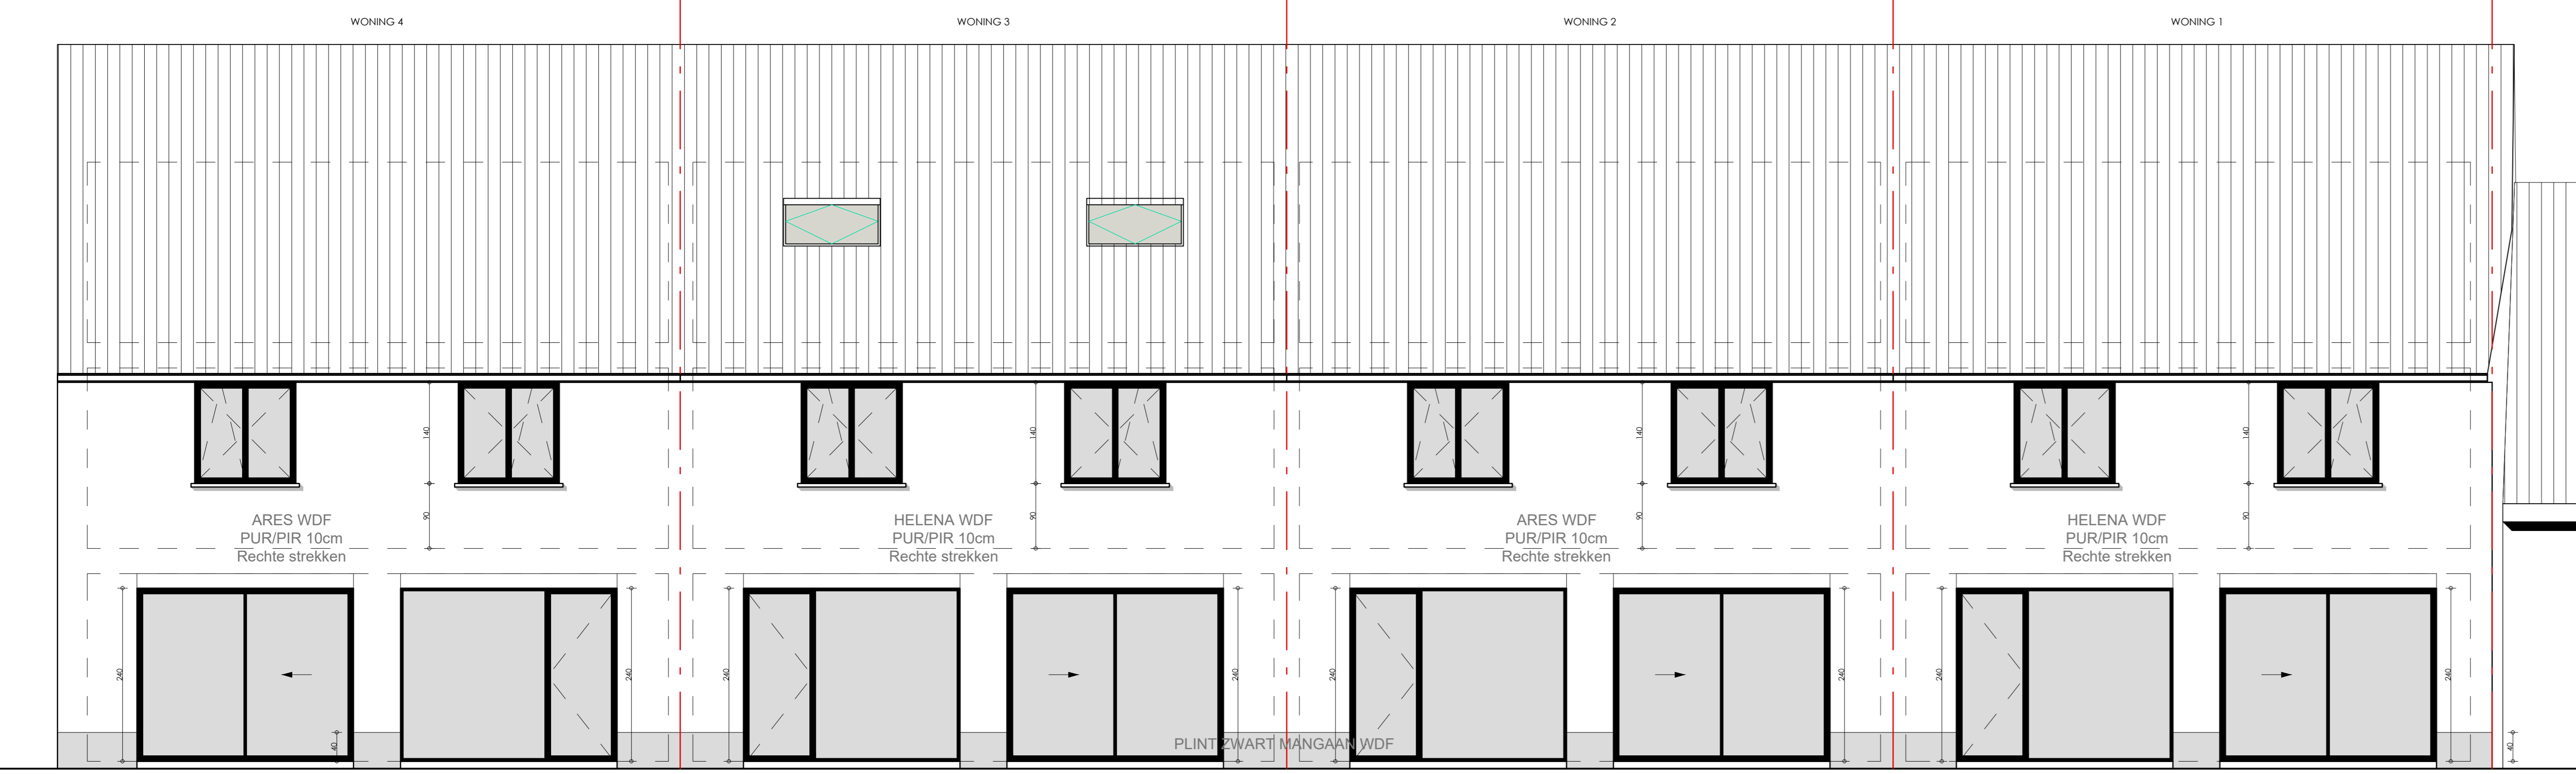 WONING 4
WONING 3
WONING 2
WONING 1
140
140
140
140
90
90
90
90
ARES WDF
PUR/PIR 10cm
Rechte strekken
HELENA WDF
PUR/PIR 10cm
Rechte strekken
ARES WDF
PUR/PIR 10cm
Rechte strekken
HELENA WDF
PUR/PIR 10cm
Rechte strekken
240
240
240
240
240
240
240
240
40
PLINT ZWART MANGAAN WDF
40